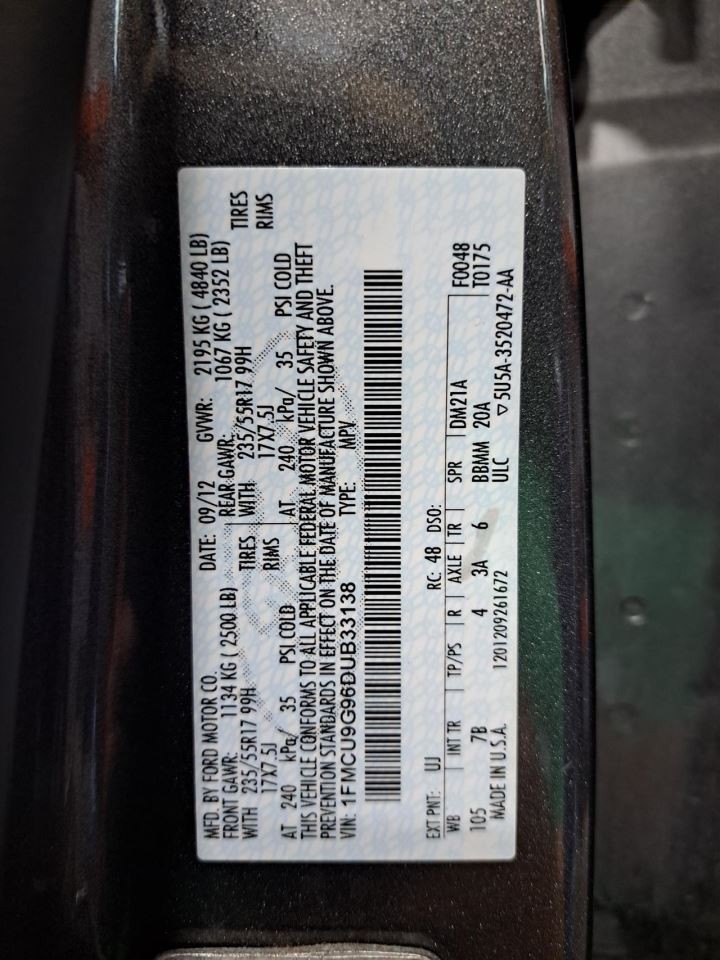 MFD. BY FORD MOTOR CO. DATE: 09/12 GVWR: 2195 KG ( 4840 LB)
FRONT GAWR: 1134 KG ( 2500 LB) REAR GAWR: 1067 KG ( 2352 LB)
WITH 235/55R17 99H TIRES WITH 235/55R17 99H TIRES
17X7.5J RIMS 17X7.5J RIMS
AT 240 kPa/ 35 PSI COLD AT 240 kPa/ 35 PSI COLD
THIS VEHICLE CONFORMS TO ALL APPLICABLE FEDERAL MOTOR VEHICLE SAFETY AND THEFT
PREVENTION STANDARDS IN EFFECT ON THE DATE OF MANUFACTURE SHOWN ABOVE.
VIN: 1FMCU9G96DUB33138 TYPE: MPV
EXT PNT: UJ RC: 48 DSO: F0048
WB INT TR TP/PS R AXLE TR SPR DM21A T0175
105 7B 4 3A 6 BBMM 20A
MADE IN U.S.A. 1201209261672 ULC ▽5U5A-3520472-AA